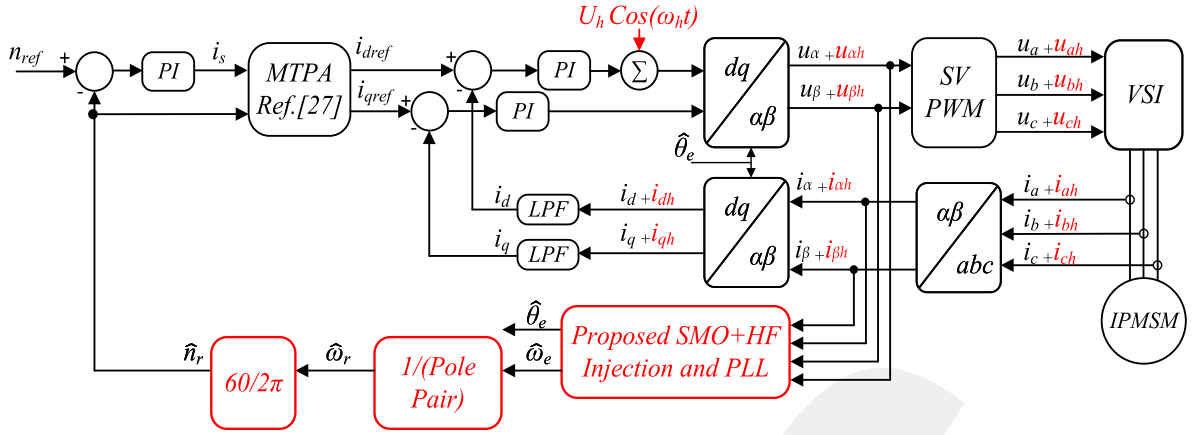 U_h Cos(ω_h t)
n_ref
+
-
PI
i_s
MTPA
Ref.[27]
i_dref
i_qref
+
-
+
-
PI
PI
Σ
dq
αβ
u_α + u_αh
u_β + u_βh
SV
PWM
u_a + u_ah
u_b + u_bh
u_c + u_ch
VSI
θ̂_e
i_d
LPF
i_d + i_dh
i_q
LPF
i_q + i_qh
dq
αβ
i_α + i_αh
i_β + i_βh
αβ
abc
i_a + i_ah
i_b + i_bh
i_c + i_ch
IPMSM
n̂_r
60/2π
ω̂_r
1/(Pole
Pair)
θ̂_e
ω̂_e
Proposed SMO+HF
Injection and PLL